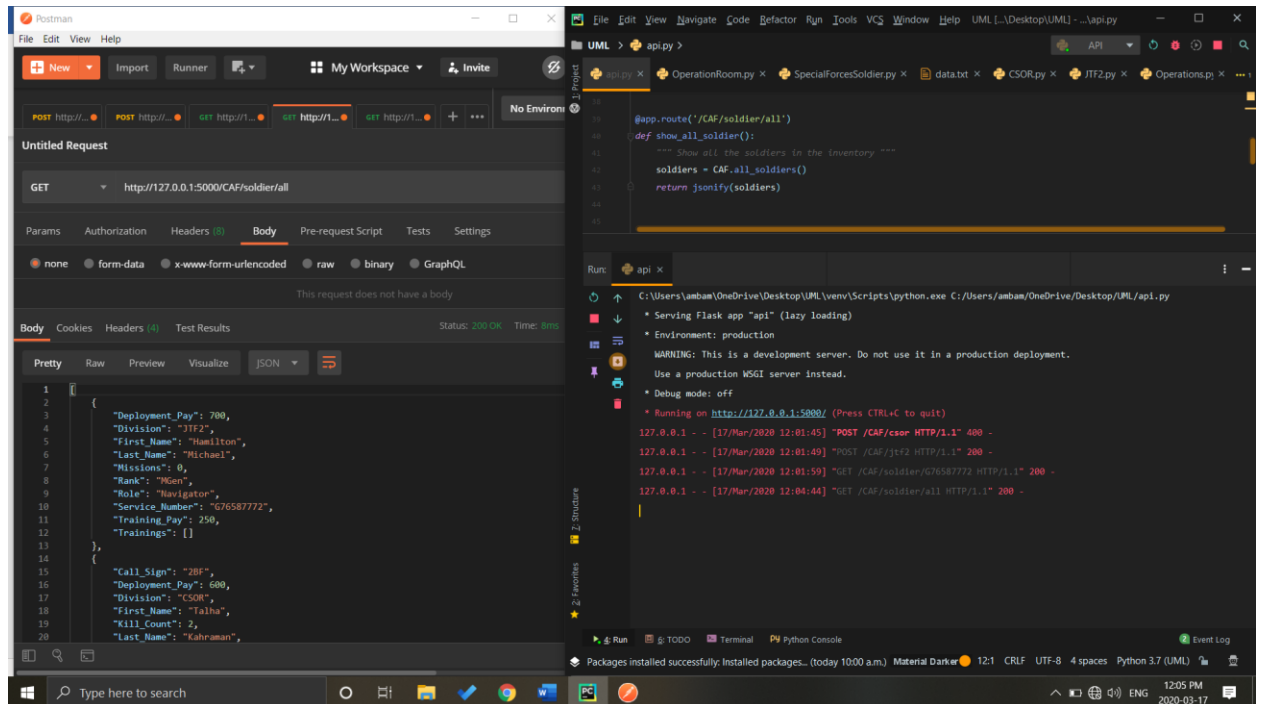 Postman
File Edit View Help
New Import Runner My Workspace Invite
POST http://... POST http://... GET http://1... GET http://1... GET http://1... + ••• No Environ
Untitled Request
GET http://127.0.0.1:5000/CAF/soldier/all
Params Authorization Headers (8) Body Pre-request Script Tests Settings
none form-data x-www-form-urlencoded raw binary GraphQL
This request does not have a body
Body Cookies Headers (4) Test Results Status: 200 OK Time: 8ms
Pretty Raw Preview Visualize JSON
1 [
2 {
3 "Deployment_Pay": 700,
4 "Division": "JTF2",
5 "First_Name": "Hamilton",
6 "Last_Name": "Michael",
7 "Missions": 0,
8 "Rank": "MGen",
9 "Role": "Navigator",
10 "Service_Number": "G76587772",
11 "Training_Pay": 250,
12 "Trainings": []
13 },
14 {
15 "Call_Sign": "2BF",
16 "Deployment_Pay": 600,
17 "Division": "CSOR",
18 "First_Name": "Talha",
19 "Kill_Count": 2,
20 "Last_Name": "Kahraman",
File Edit View Navigate Code Refactor Run Tools VCS Window Help UML [...\Desktop\UML] - ...\api.py
UML > api.py >
API
1: Project
api.py × OperationRoom.py × SpecialForcesSoldier.py × data.txt × CSOR.py × JTF2.py × Operations.py ×
38
39 @app.route('/CAF/soldier/all')
40 def show_all_soldier():
41 """ Show all the soldiers in the inventory """
42 soldiers = CAF.all_soldiers()
43 return jsonify(soldiers)
44
45
Run: api ×
C:\Users\ambam\OneDrive\Desktop\UML\venv\Scripts\python.exe C:/Users/ambam/OneDrive/Desktop/UML/api.py
* Serving Flask app "api" (lazy loading)
* Environment: production
WARNING: This is a development server. Do not use it in a production deployment.
Use a production WSGI server instead.
* Debug mode: off
* Running on http://127.0.0.1:5000/ (Press CTRL+C to quit)
127.0.0.1 - - [17/Mar/2020 12:01:45] "POST /CAF/csor HTTP/1.1" 400 -
127.0.0.1 - - [17/Mar/2020 12:01:49] "POST /CAF/jtf2 HTTP/1.1" 200 -
127.0.0.1 - - [17/Mar/2020 12:01:59] "GET /CAF/soldier/G76587772 HTTP/1.1" 200 -
127.0.0.1 - - [17/Mar/2020 12:04:44] "GET /CAF/soldier/all HTTP/1.1" 200 -
7: Structure
2: Favorites
4: Run 6: TODO Terminal Python Console 2 Event Log
Packages installed successfully: Installed packages... (today 10:00 a.m.) Material Darker 12:1 CRLF UTF-8 4 spaces Python 3.7 (UML)
Type here to search
ENG 12:05 PM
2020-03-17